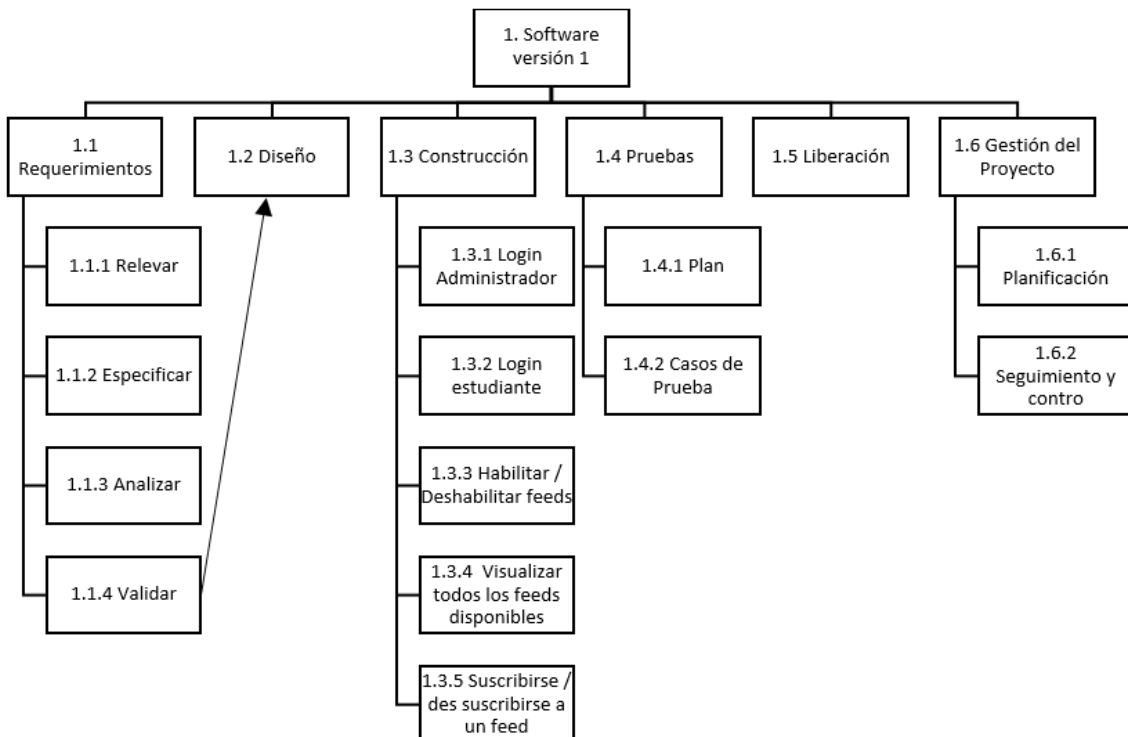 1. Software
versión 1
1.1
Requerimientos
1.2 Diseño
1.3 Construcción
1.4 Pruebas
1.5 Liberación
1.6 Gestión del
Proyecto
1.1.1 Relevar
1.1.2 Especificar
1.1.3 Analizar
1.1.4 Validar
1.3.1 Login
Administrador
1.3.2 Login
estudiante
1.3.3 Habilitar /
Deshabilitar feeds
1.3.4 Visualizar
todos los feeds
disponibles
1.3.5 Suscribirse /
des suscribirse a
un feed
1.4.1 Plan
1.4.2 Casos de
Prueba
1.6.1
Planificación
1.6.2
Seguimiento y
contro